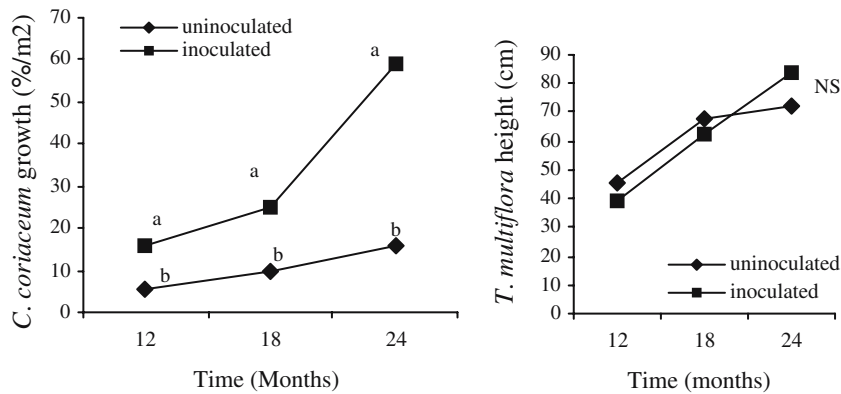 C. coriaceum growth (%/m2)
70
60
50
40
30
20
10
0
uninoculated
inoculated
a
a
a
b
b
b
12
18
24
Time (Months)
T. multiflora height (cm)
90
80
70
60
50
40
30
20
10
0
NS
uninoculated
inoculated
12
18
24
Time (months)